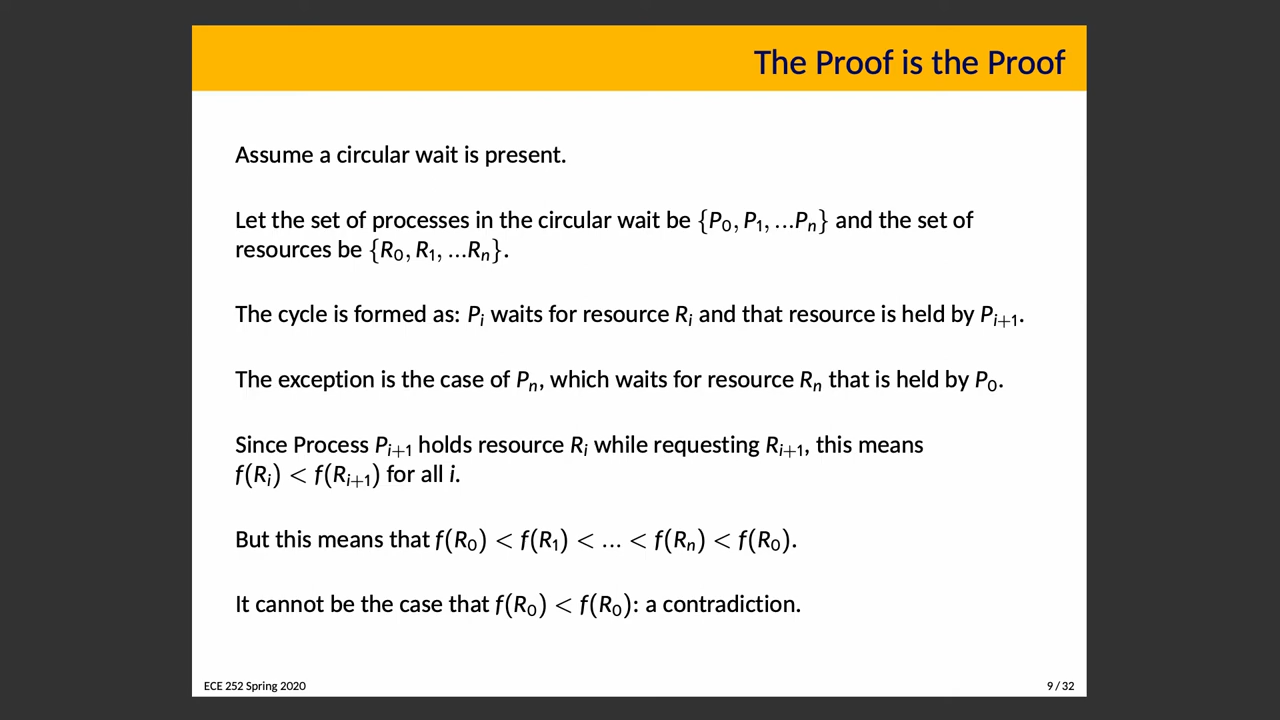 The Proof is the Proof
Assume a circular wait is present.
Let the set of processes in the circular wait be {P₀, P₁, ...Pₙ} and the set of
resources be {R₀, R₁, ...Rₙ}.
The cycle is formed as: Pᵢ waits for resource Rᵢ and that resource is held by Pᵢ₊₁.
The exception is the case of Pₙ, which waits for resource Rₙ that is held by P₀.
Since Process Pᵢ₊₁ holds resource Rᵢ while requesting Rᵢ₊₁, this means
f(Rᵢ) < f(Rᵢ₊₁) for all i.
But this means that f(R₀) < f(R₁) < ... < f(Rₙ) < f(R₀).
It cannot be the case that f(R₀) < f(R₀): a contradiction.
ECE 252 Spring 2020
9 / 32